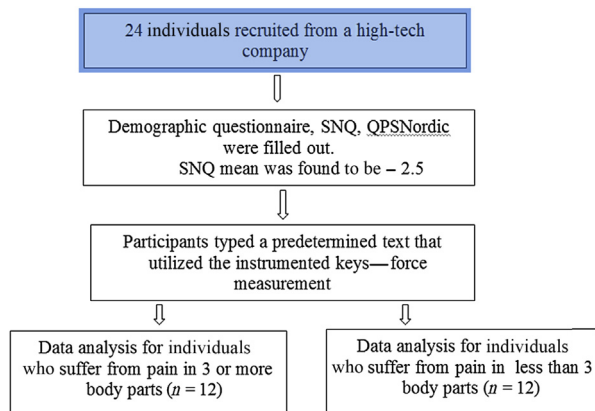 24 individuals recruited from a high-tech
company
Demographic questionnaire, SNQ, QPSNordic
were filled out.
SNQ mean was found to be – 2.5
Participants typed a predetermined text that
utilized the instrumented keys—force
measurement
Data analysis for individuals
who suffer from pain in 3 or more
body parts (n = 12)
Data analysis for individuals
who suffer from pain in less than 3
body parts (n = 12)